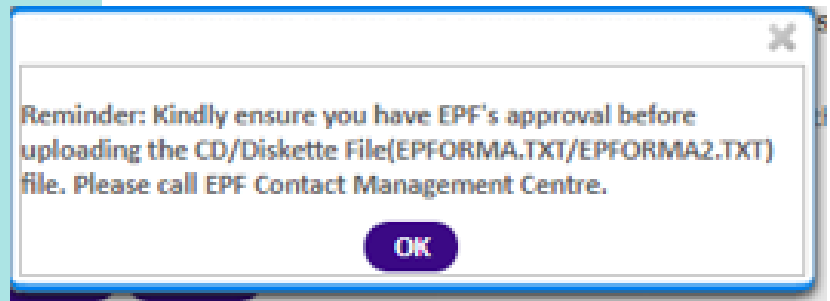 Reminder: Kindly ensure you have EPF's approval before
uploading the CD/Diskette File(EPFORMA.TXT/EPFORMA2.TXT)
file. Please call EPF Contact Management Centre.
OK